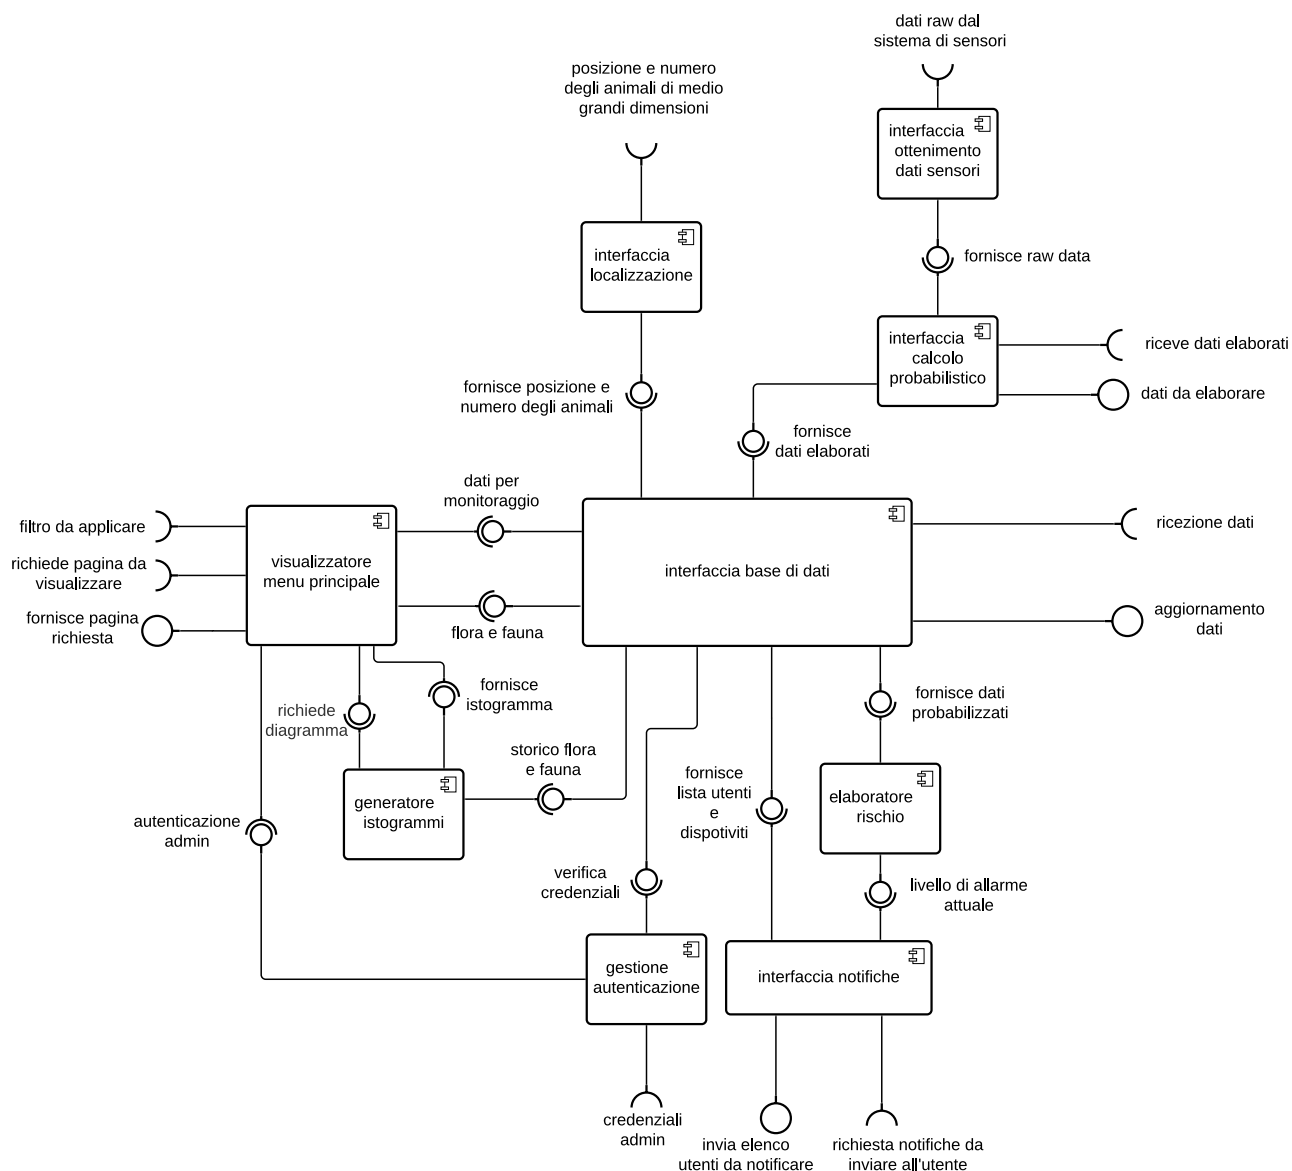 dati raw dal
sistema di sensori
posizione e numero
degli animali di medio
grandi dimensioni
interfaccia
ottenimento
dati sensori
interfaccia
localizzazione
fornisce raw data
interfaccia
calcolo
probabilistico
riceve dati elaborati
dati da elaborare
fornisce posizione e
numero degli animali
fornisce
dati elaborati
dati per
monitoraggio
filtro da applicare
richiede pagina da
visualizzare
fornisce pagina
richiesta
visualizzatore
menu principale
interfaccia base di dati
ricezione dati
aggiornamento
dati
flora e fauna
richiede
diagramma
fornisce
istogramma
fornisce dati
probabilizzati
storico flora
e fauna
fornisce
lista utenti
e
dispotiviti
generatore
istogrammi
elaboratore
rischio
autenticazione
admin
verifica
credenziali
livello di allarme
attuale
gestione
autenticazione
interfaccia notifiche
credenziali
admin
invia elenco
utenti da notificare
richiesta notifiche da
inviare all'utente